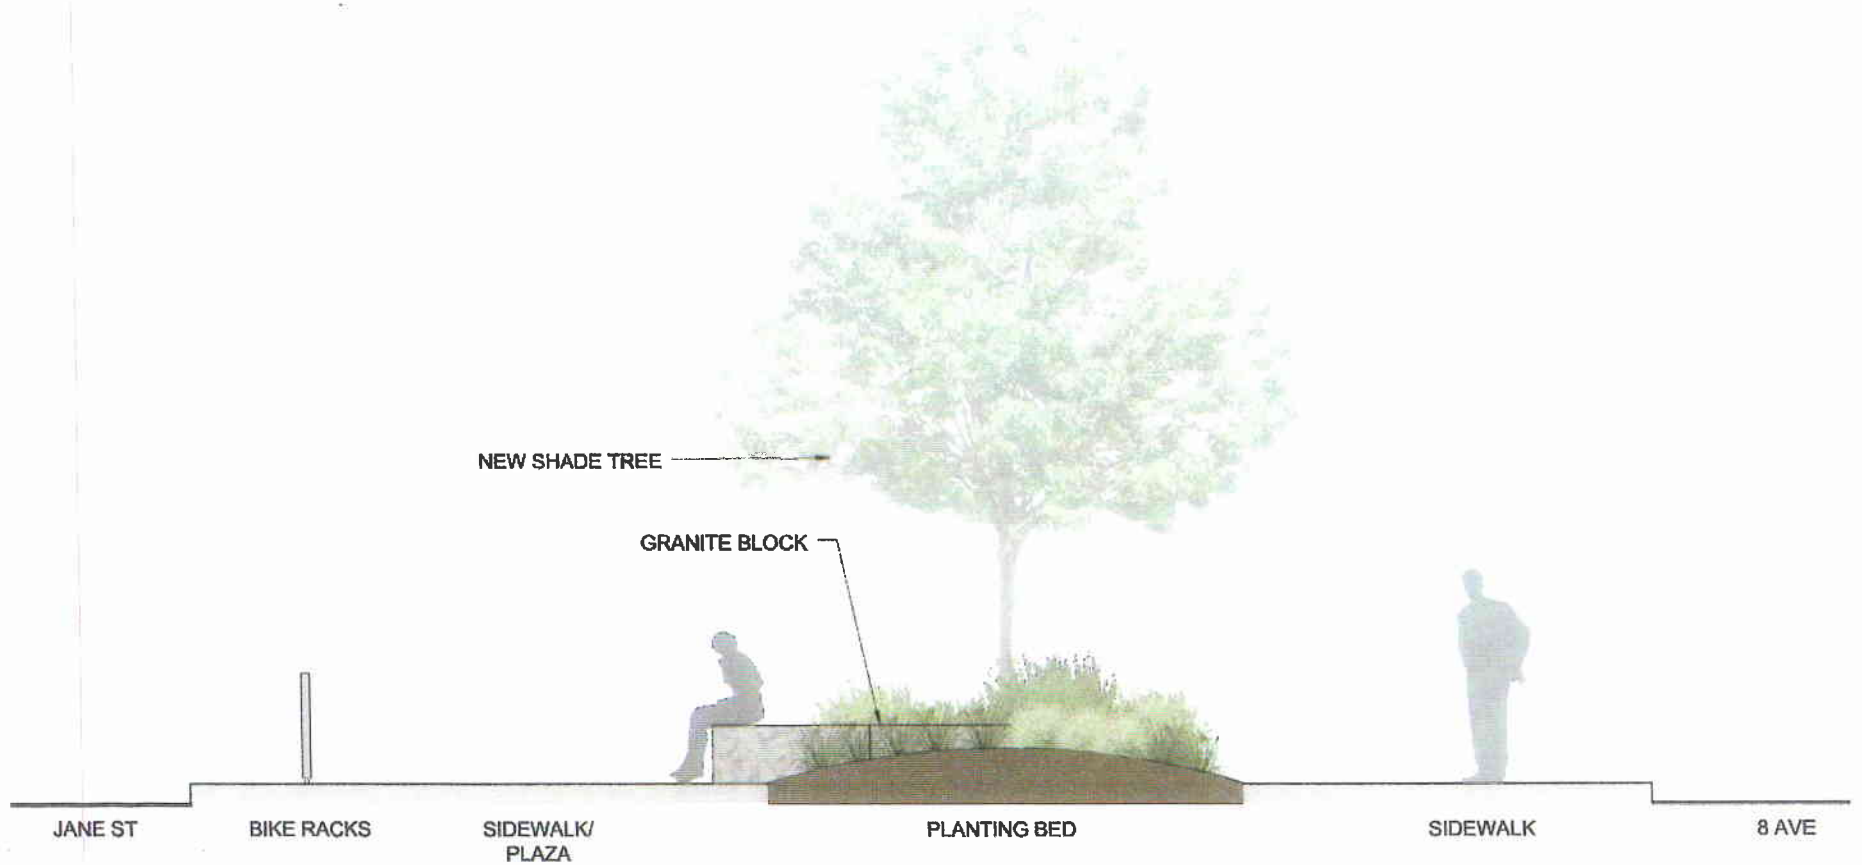 NEW SHADE TREE
GRANITE BLOCK
JANE ST
BIKE RACKS
SIDEWALK/
PLAZA
PLANTING BED
SIDEWALK
8 AVE